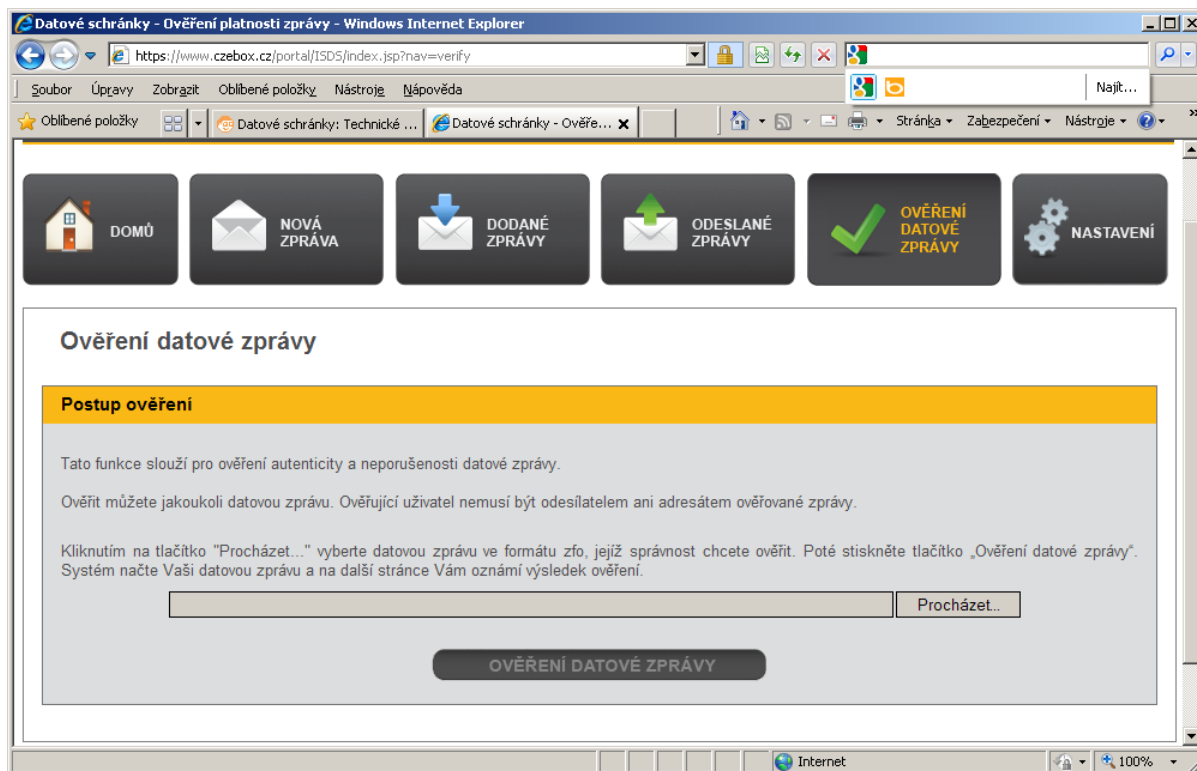 Datové schránky - Ověření platnosti zprávy - Windows Internet Explorer
https://www.czebox.cz/portal/ISDS/index.jsp?nav=verify
Soubor Úpravy Zobrazit Oblíbené položky Nástroje Nápověda
Najít...
Oblíbené položky
Datové schránky: Technické ...
Datové schránky - Ověře...
Stránka Zabezpečení Nástroje
DOMŮ
NOVÁ
ZPRÁVA
DODANÉ
ZPRÁVY
ODESLANÉ
ZPRÁVY
OVĚŘENÍ
DATOVÉ
ZPRÁVY
NASTAVENÍ
Ověření datové zprávy
Postup ověření
Tato funkce slouží pro ověření autenticity a neporušenosti datové zprávy.
Ověřit můžete jakoukoli datovou zprávu. Ověřující uživatel nemusí být odesílatelem ani adresátem ověřované zprávy.
Kliknutím na tlačítko "Procházet..." vyberte datovou zprávu ve formátu zfo, jejíž správnost chcete ověřit. Poté stiskněte tlačítko „Ověření datové zprávy“.
Systém načte Vaši datovou zprávu a na další stránce Vám oznámí výsledek ověření.
Procházet...
OVĚŘENÍ DATOVÉ ZPRÁVY
Internet
100%